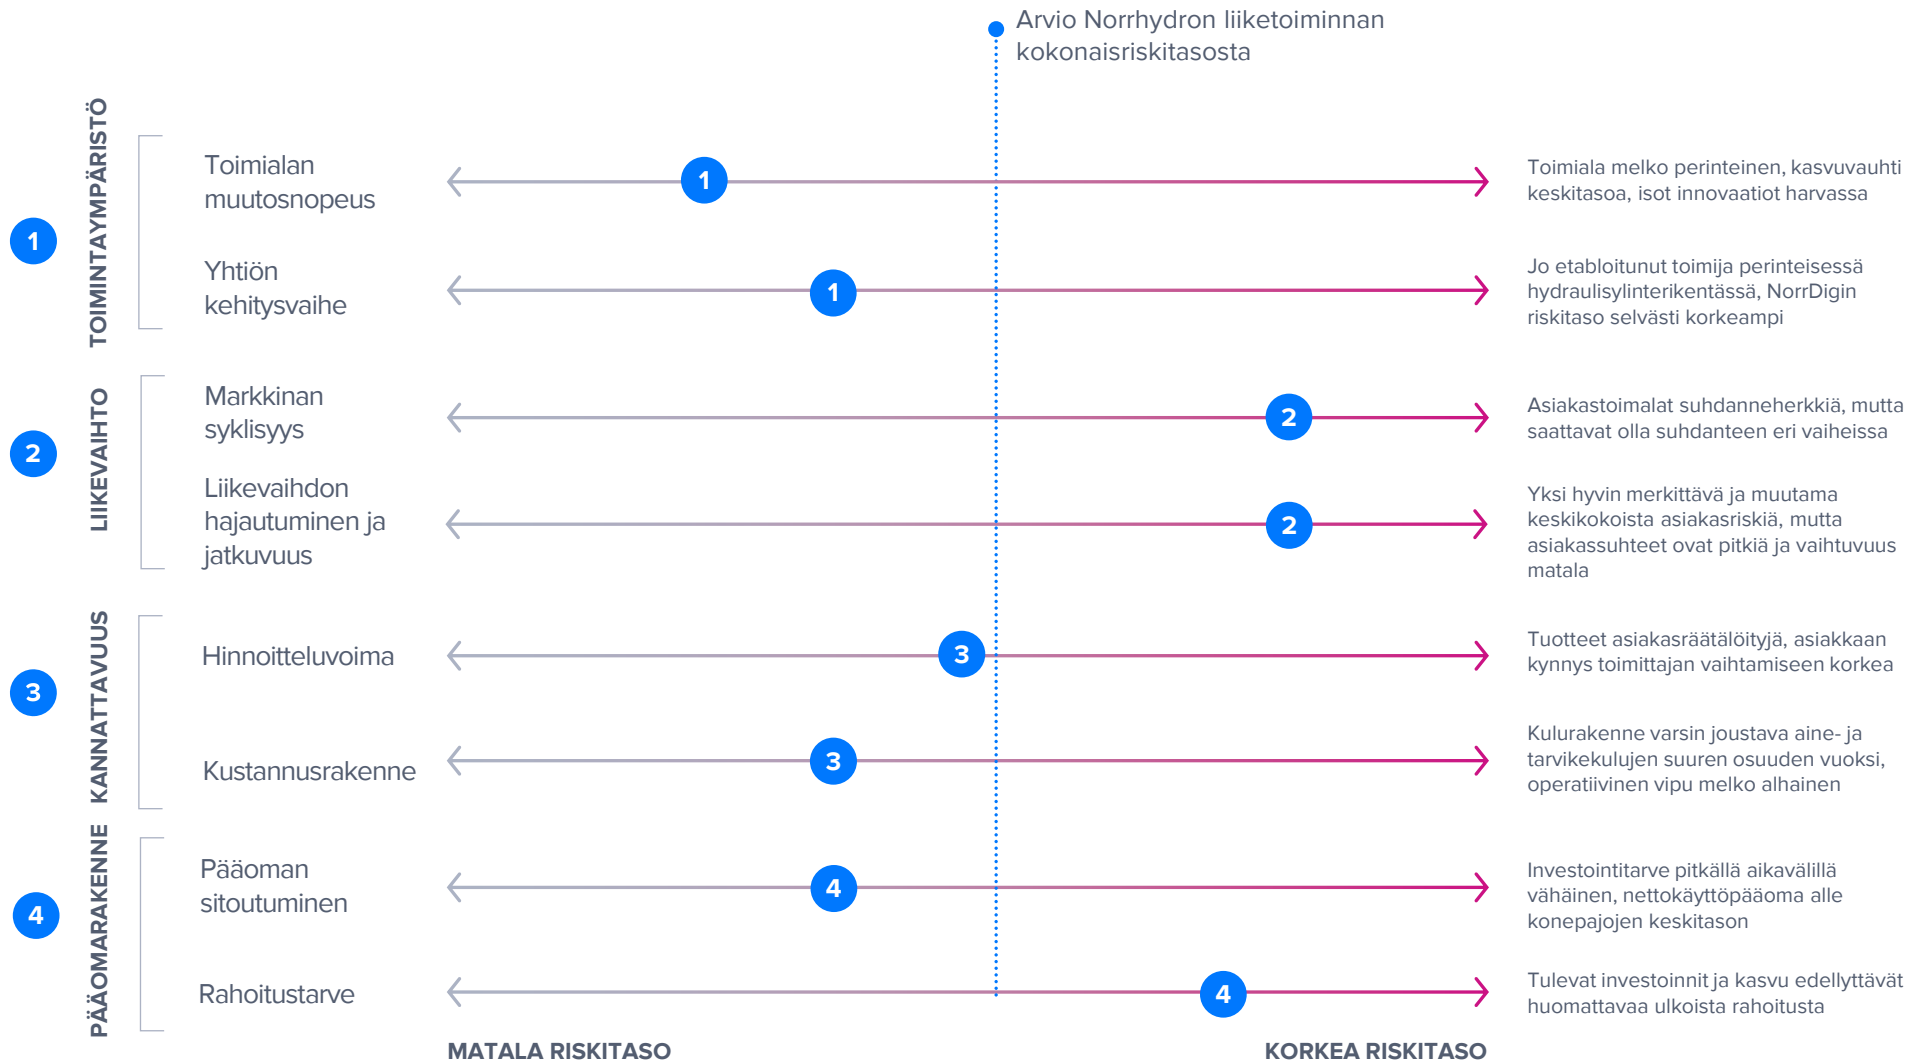 Arvio Norrhydron liiketoiminnan
kokonaisriskitasosta
1
TOIMINTAYMPÄRISTÖ
Toimialan
muutosnopeus
1
Toimiala melko perinteinen, kasvuvauhti
keskitasoa, isot innovaatiot harvassa
Yhtiön
kehitysvaihe
1
Jo etabloitunut toimija perinteisessä
hydraulisylinterikentässä, NorrDigin
riskitaso selvästi korkeampi
2
LIIKEVAIHTO
Markkinan
syklisyys
2
Asiakastoimalat suhdanneherkkiä, mutta
saattavat olla suhdanteen eri vaiheissa
Liikevaihdon
hajautuminen ja
jatkuvuus
2
Yksi hyvin merkittävä ja muutama
keskikokoista asiakasriskiä, mutta
asiakassuhteet ovat pitkiä ja vaihtuvuus
matala
3
KANNATTAVUUS
Hinnoitteluvoima
3
Tuotteet asiakasräätälöityjä, asiakkaan
kynnys toimittajan vaihtamiseen korkea
Kustannusrakenne
3
Kulurakenne varsin joustava aine- ja
tarvikekulujen suuren osuuden vuoksi,
operatiivinen vipu melko alhainen
4
PÄÄOMARAKENNE
Pääoman
sitoutuminen
4
Investointitarve pitkällä aikavälillä
vähäinen, nettokäyttöpääoma alle
konepajojen keskitason
Rahoitustarve
4
Tulevat investoinnit ja kasvu edellyttävät
huomattavaa ulkoista rahoitusta
MATALA RISKITASO
KORKEA RISKITASO